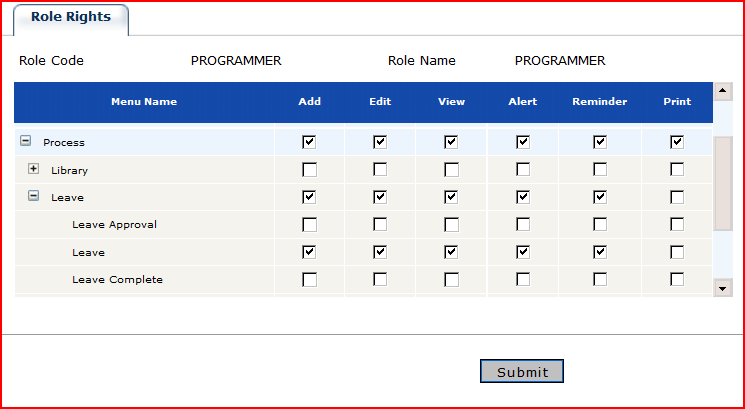 Role Rights
Role Code PROGRAMMER Role Name PROGRAMMER
Menu Name Add Edit View Alert Reminder Print
Process
Library
Leave
Leave Approval
Leave
Leave Complete
Submit